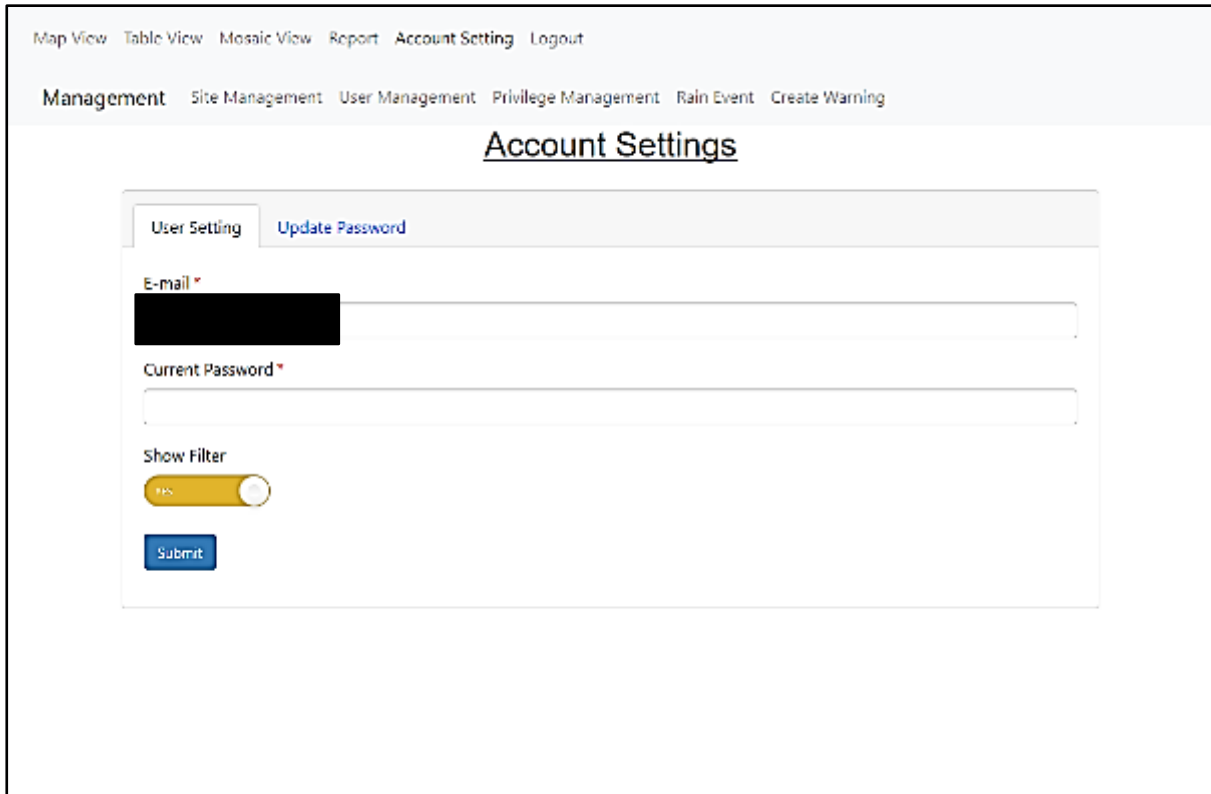 Map View Table View Mosaic View Report Account Setting Logout
Management Site Management User Management Privilege Management Rain Event Create Warning
Account Settings
User Setting Update Password
E-mail *
Current Password *
Show Filter
YES
Submit